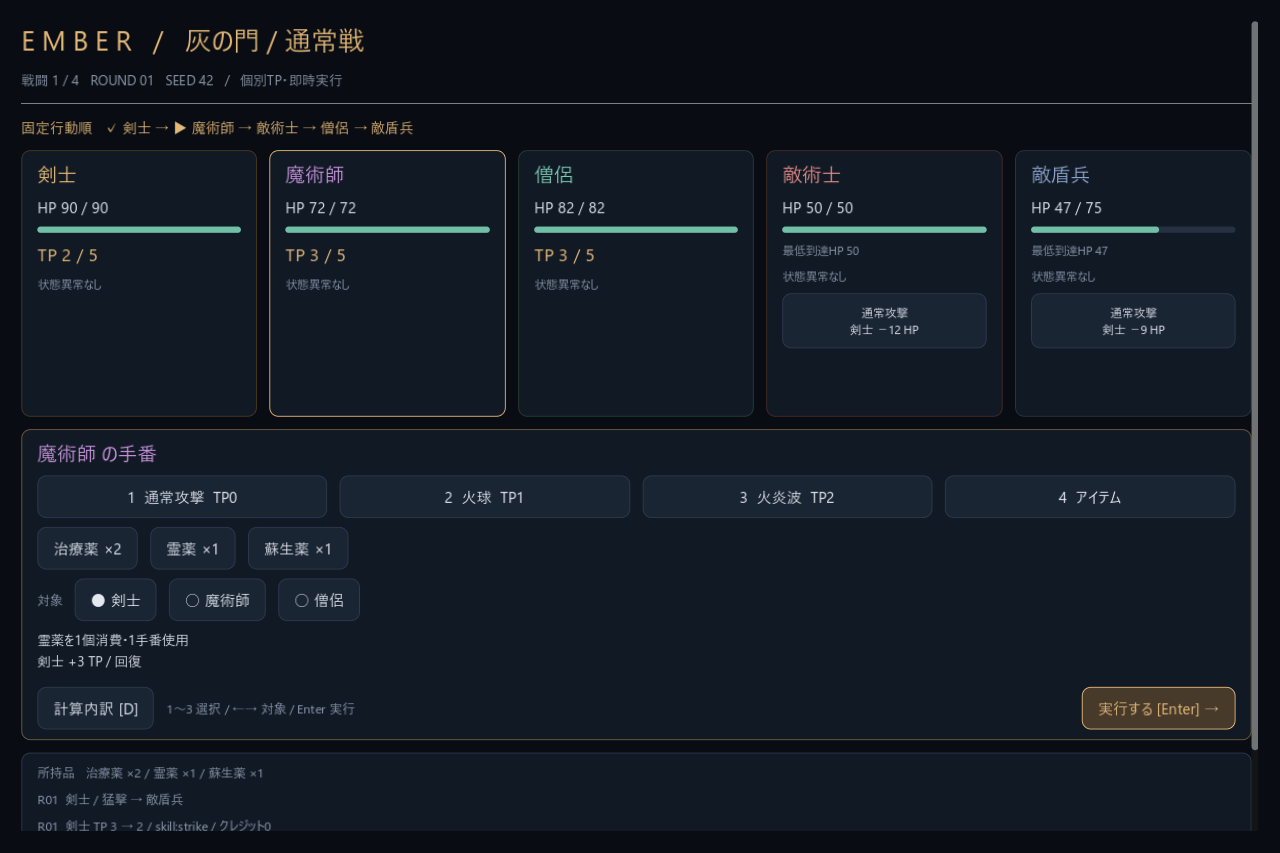 EMBER / 灰の門 / 通常戦
戦闘 1 / 4 ROUND 01 SEED 42 / 個別TP・即時実行
固定行動順 ✓ 剣士 → ▶ 魔術師 → 敵術士 → 僧侶 → 敵盾兵
剣士
HP 90 / 90
TP 2 / 5
状態異常なし
魔術師
HP 72 / 72
TP 3 / 5
状態異常なし
僧侶
HP 82 / 82
TP 3 / 5
状態異常なし
敵術士
HP 50 / 50
最低到達HP 50
状態異常なし
通常攻撃
剣士 −12 HP
敵盾兵
HP 47 / 75
最低到達HP 47
状態異常なし
通常攻撃
剣士 −9 HP
魔術師 の手番
1 通常攻撃 TP0
2 火球 TP1
3 火炎波 TP2
4 アイテム
治療薬 ×2
霊薬 ×1
蘇生薬 ×1
対象 ● 剣士 ○ 魔術師 ○ 僧侶
霊薬を1個消費・1手番使用
剣士 +3 TP / 回復
計算内訳 [D]
1〜3 選択 / ←→ 対象 / Enter 実行
実行する [Enter] →
所持品 治療薬 ×2 / 霊薬 ×1 / 蘇生薬 ×1
R01 剣士 / 猛撃 → 敵盾兵
R01 剣士 TP 3 → 2 / skill:strike / クレジット0